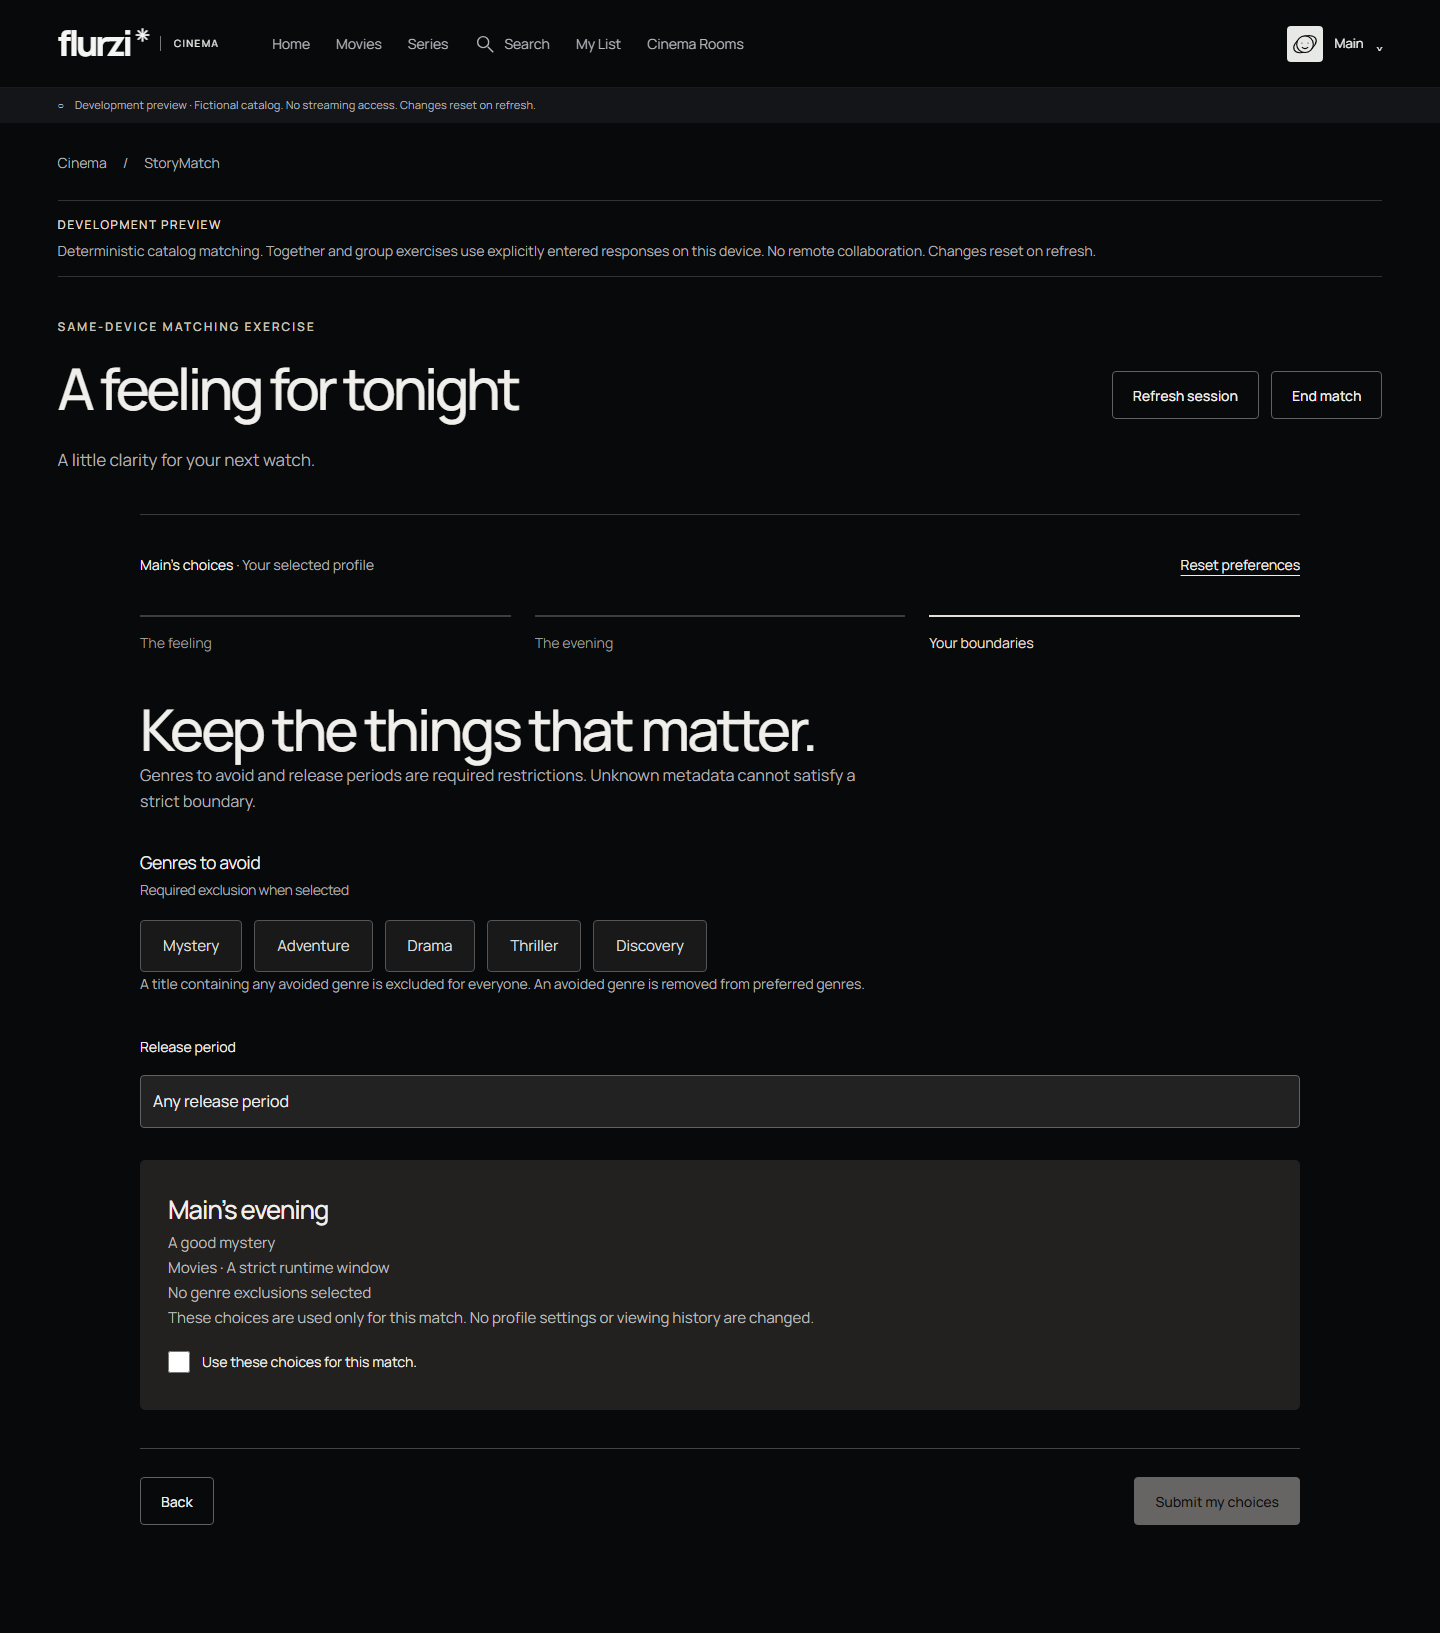 flurzi* | CINEMA
Home Movies Series Search My List Cinema Rooms
Main
Development preview · Fictional catalog. No streaming access. Changes reset on refresh.
Cinema / StoryMatch
DEVELOPMENT PREVIEW
Deterministic catalog matching. Together and group exercises use explicitly entered responses on this device. No remote collaboration. Changes reset on refresh.
SAME-DEVICE MATCHING EXERCISE
A feeling for tonight
Refresh session
End match
A little clarity for your next watch.
Main's choices · Your selected profile
Reset preferences
The feeling
The evening
Your boundaries
Keep the things that matter.
Genres to avoid and release periods are required restrictions. Unknown metadata cannot satisfy a
strict boundary.
Genres to avoid
Required exclusion when selected
Mystery
Adventure
Drama
Thriller
Discovery
A title containing any avoided genre is excluded for everyone. An avoided genre is removed from preferred genres.
Release period
Any release period
Main's evening
A good mystery
Movies · A strict runtime window
No genre exclusions selected
These choices are used only for this match. No profile settings or viewing history are changed.
Use these choices for this match.
Back
Submit my choices